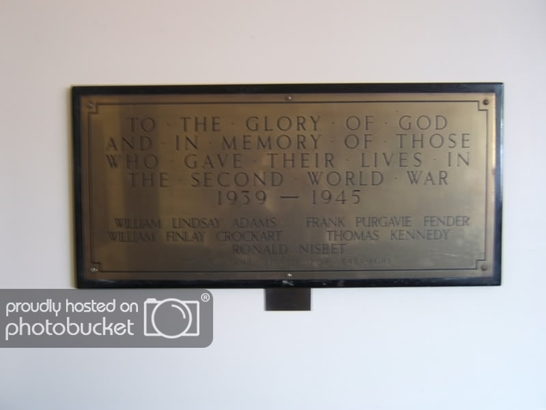 TO · THE · GLORY · OF · GOD
AND · IN · MEMORY · OF · THOSE
WHO · GAVE · THEIR · LIVES · IN
THE · SECOND · WORLD · WAR
1939 — 1945
WILLIAM LINDSAY ADAMS FRANK PURGAVIE FENDER
WILLIAM FINLAY CROCKART THOMAS KENNEDY
RONALD NISBET
proudly hosted on
photobucket